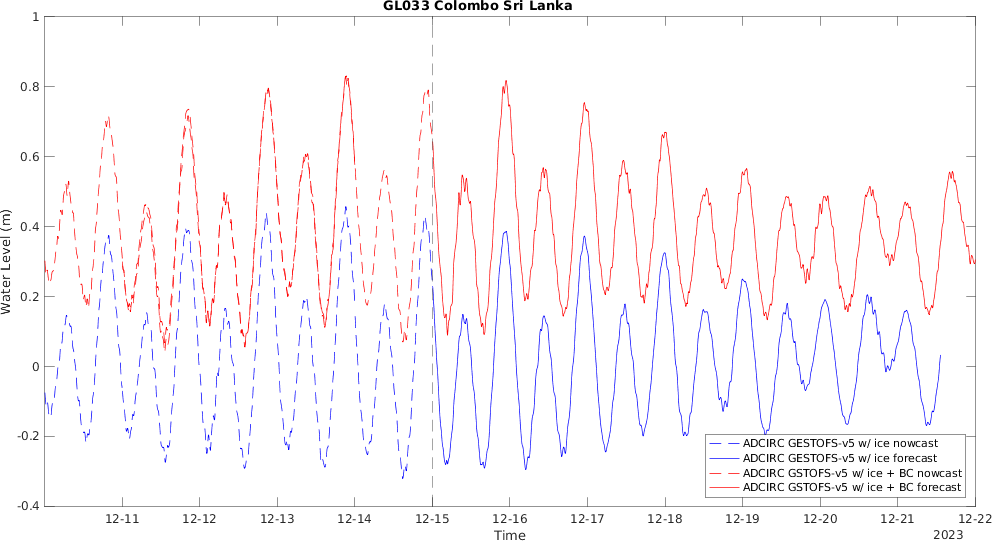 GL033 Colombo Sri Lanka
Water Level (m)
1
0.8
0.6
0.4
0.2
0
-0.2
-0.4
ADCIRC GESTOFS-v5 w/ ice nowcast
ADCIRC GESTOFS-v5 w/ ice forecast
ADCIRC GSTOFS-v5 w/ ice + BC nowcast
ADCIRC GSTOFS-v5 w/ ice + BC forecast
12-11 12-12 12-13 12-14 12-15 12-16 12-17 12-18 12-19 12-20 12-21 12-22
Time
2023